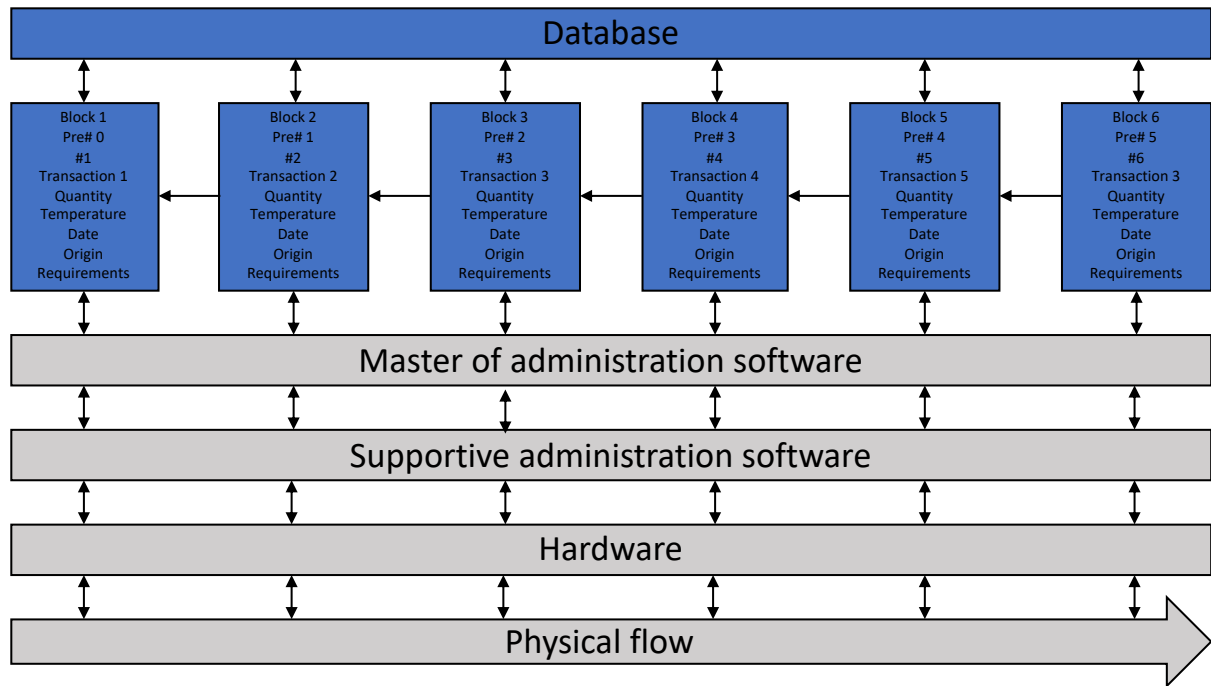 Database
Block 1
Pre# 0
#1
Transaction 1
Quantity
Temperature
Date
Origin
Requirements
Block 2
Pre# 1
#2
Transaction 2
Quantity
Temperature
Date
Origin
Requirements
Block 3
Pre# 2
#3
Transaction 3
Quantity
Temperature
Date
Origin
Requirements
Block 4
Pre# 3
#4
Transaction 4
Quantity
Temperature
Date
Origin
Requirements
Block 5
Pre# 4
#5
Transaction 5
Quantity
Temperature
Date
Origin
Requirements
Block 6
Pre# 5
#6
Transaction 3
Quantity
Temperature
Date
Origin
Requirements
Master of administration software
Supportive administration software
Hardware
Physical flow